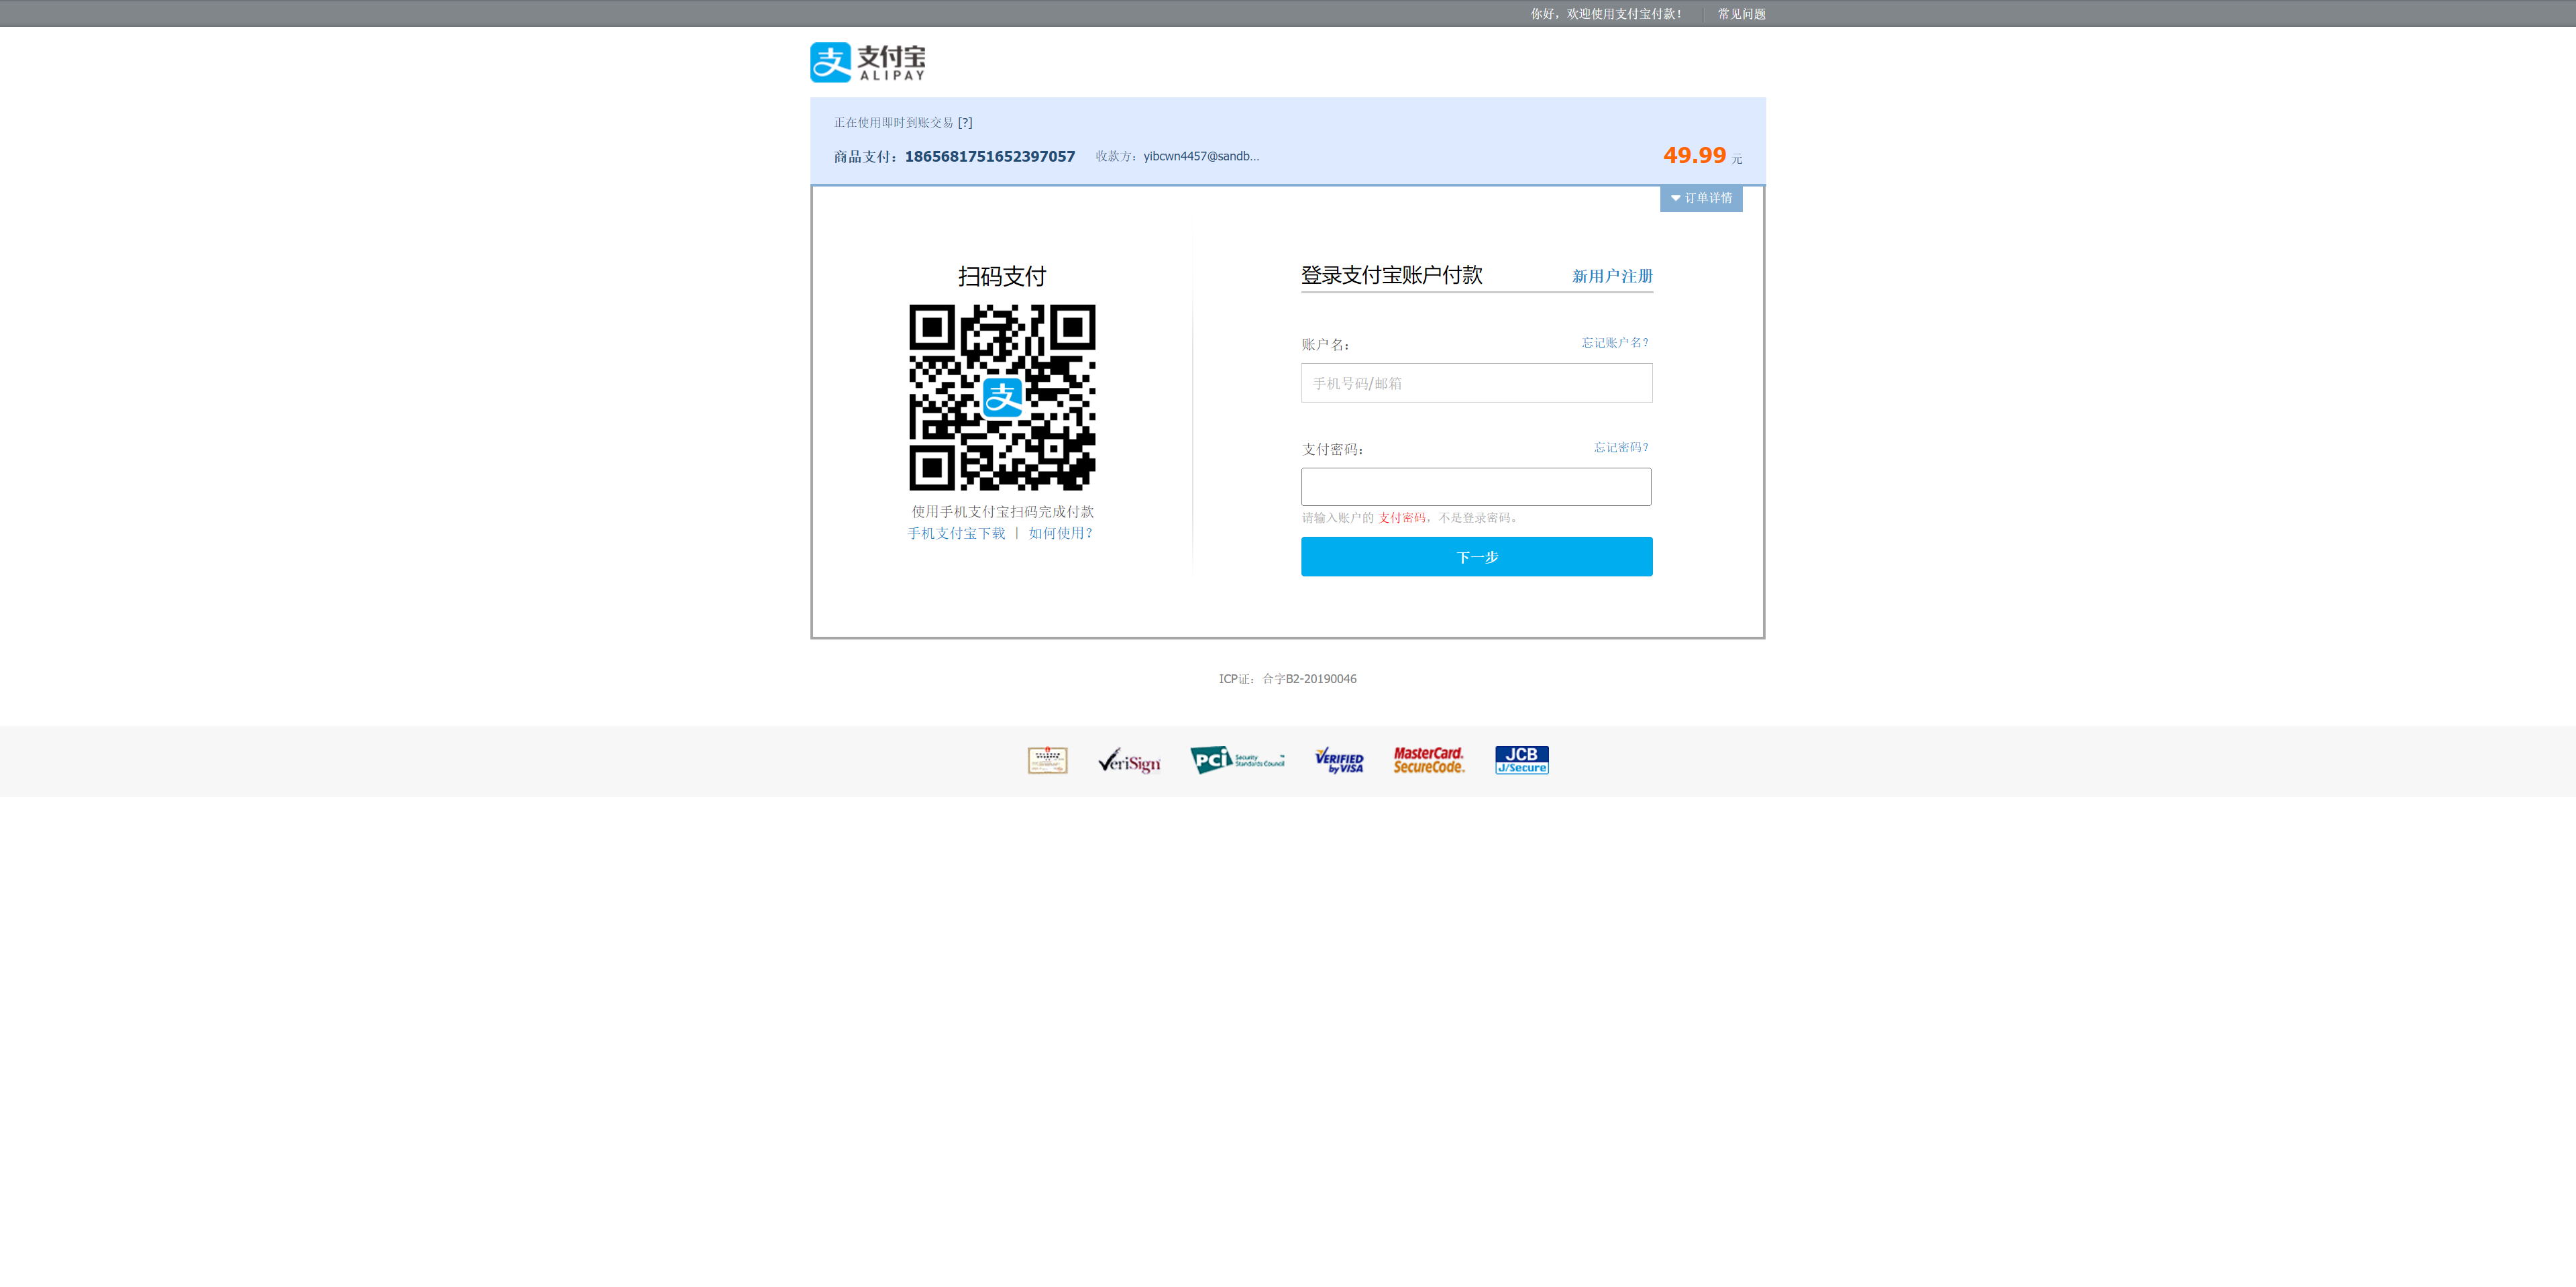 你好，欢迎使用支付宝付款！ 常见问题
支 支付宝
ALIPAY
正在使用即时到账交易 [?]
商品支付：1865681751652397057 收款方：yibcwn4457@sandb... 49.99 元
订单详情
扫码支付
支
使用手机支付宝扫码完成付款
手机支付宝下载 | 如何使用？
登录支付宝账户付款 新用户注册
账户名： 忘记账户名？
手机号码/邮箱
支付密码： 忘记密码？
请输入账户的 支付密码，不是登录密码。
下一步
ICP证：合字B2-20190046
VeriSign
PCI Security Standards Council
VERIFIED by VISA
MasterCard. SecureCode.
JCB J/Secure